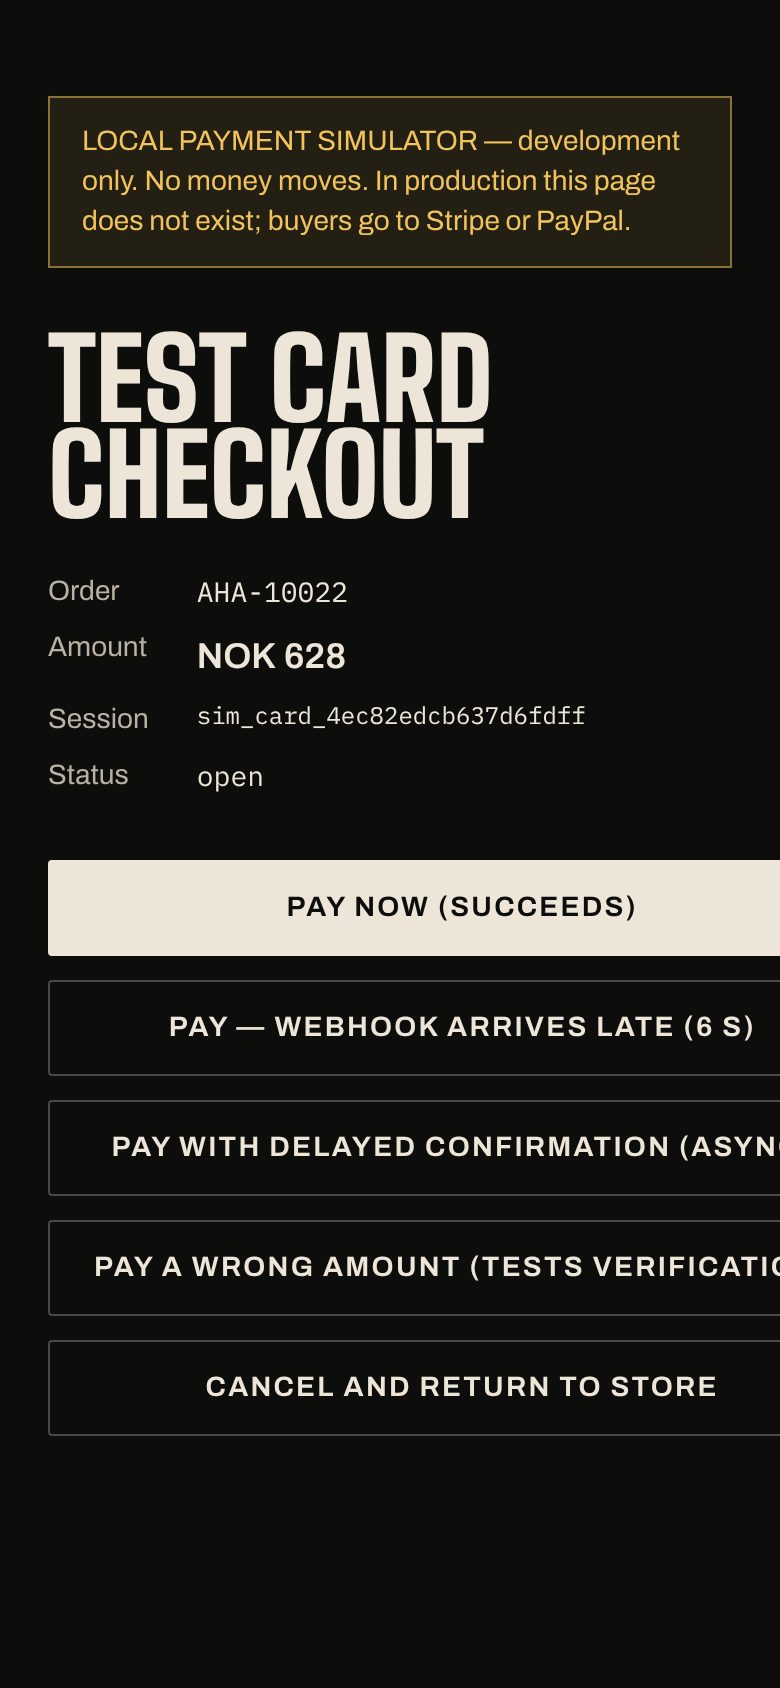 LOCAL PAYMENT SIMULATOR — development
only. No money moves. In production this page
does not exist; buyers go to Stripe or PayPal.
TEST CARD
CHECKOUT
Order AHA-10022
Amount NOK 628
Session sim_card_4ec82edcb637d6fdff
Status open
PAY NOW (SUCCEEDS)
PAY — WEBHOOK ARRIVES LATE (6 S)
PAY WITH DELAYED CONFIRMATION
PAY A WRONG AMOUNT (TESTS
CANCEL AND RETURN TO STORE